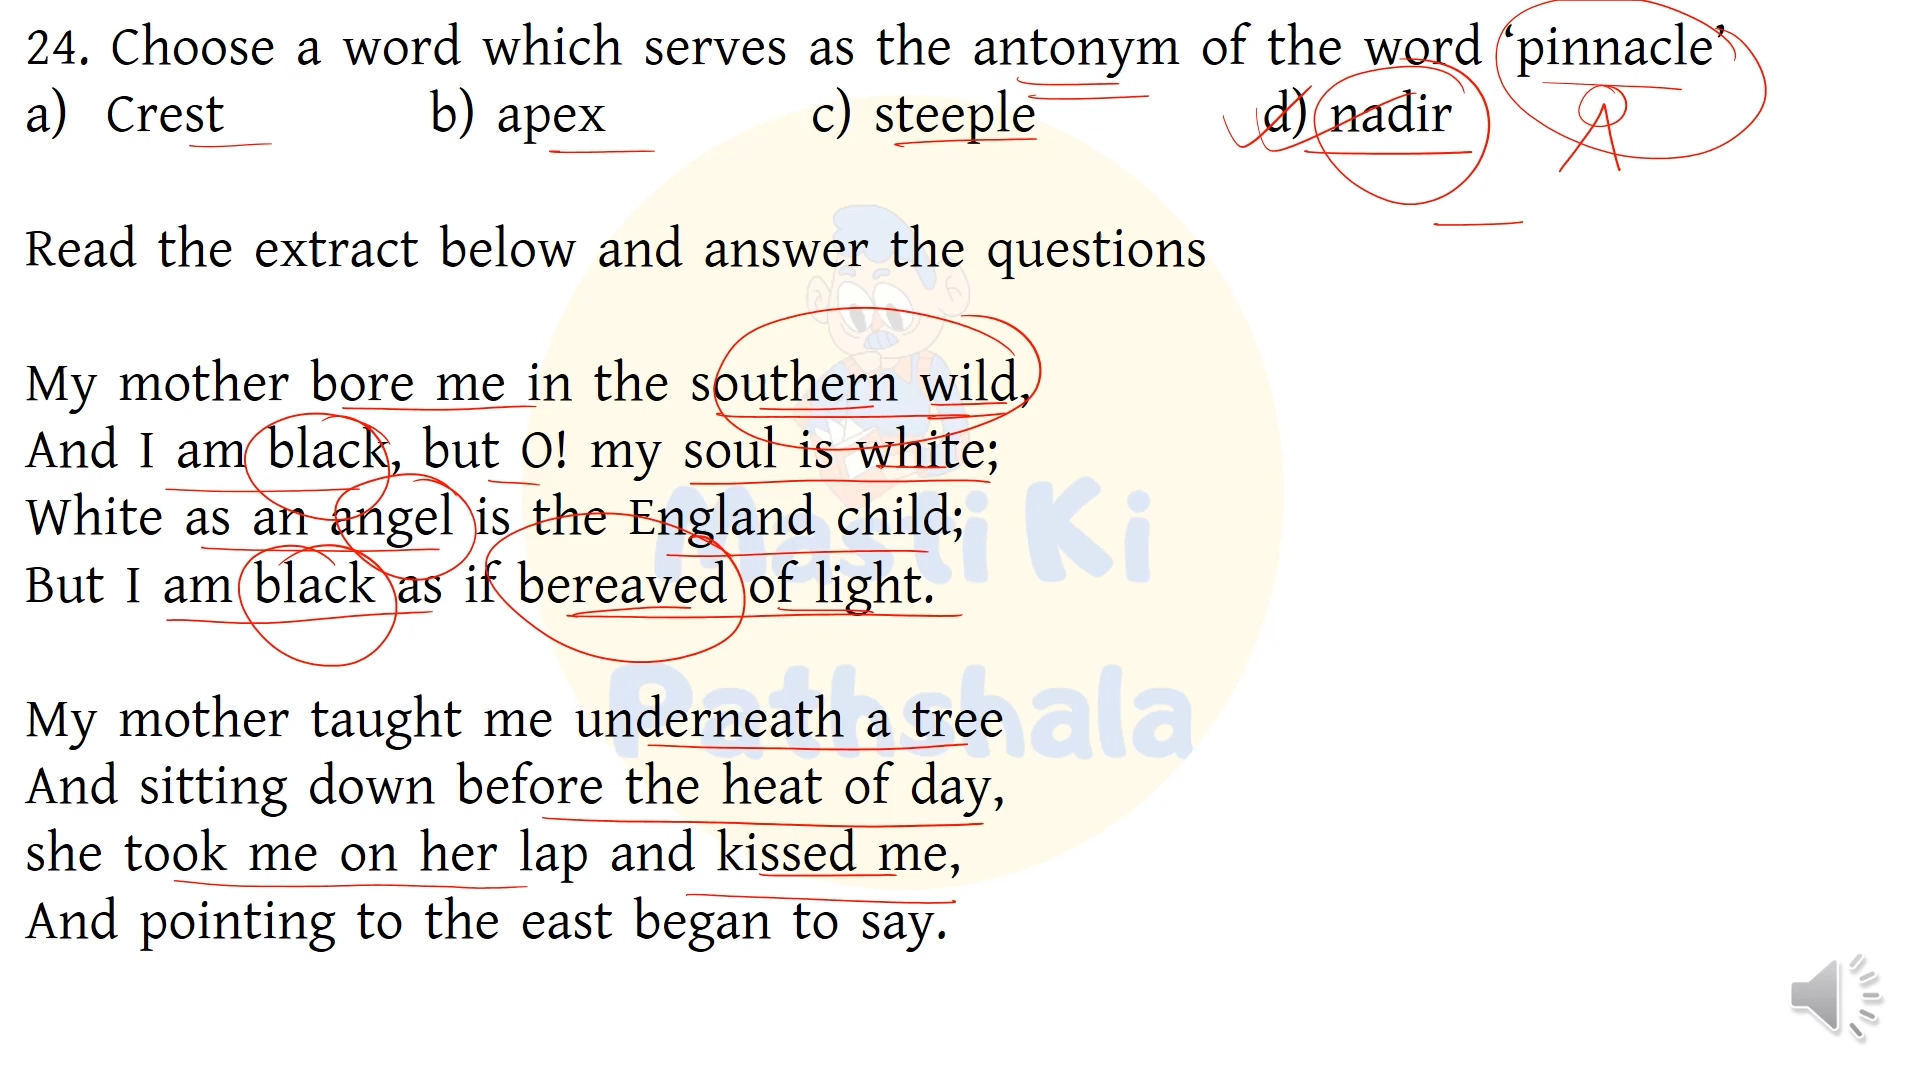 24. Choose a word which serves as the antonym of the word ‘pinnacle’
a) Crest b) apex c) steeple d) nadir
Read the extract below and answer the questions
My mother bore me in the southern wild,
And I am black, but O! my soul is white;
White as an angel is the England child;
But I am black as if bereaved of light.
My mother taught me underneath a tree
And sitting down before the heat of day,
she took me on her lap and kissed me,
And pointing to the east began to say.
Masti Ki
Pathshala